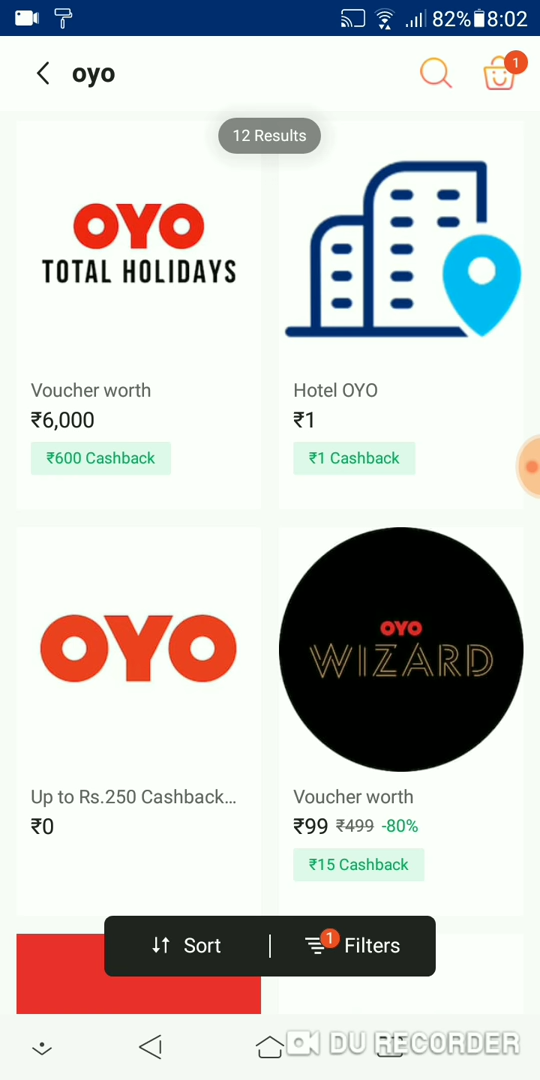 82% 8:02
oyo
1
12 Results
OYO
TOTAL HOLIDAYS
Voucher worth
₹6,000
₹600 Cashback
Hotel OYO
₹1
₹1 Cashback
OYO
Up to Rs.250 Cashback...
₹0
OYO
WIZARD
Voucher worth
₹99 ₹499 -80%
₹15 Cashback
Sort
1
Filters
DU RECORDER